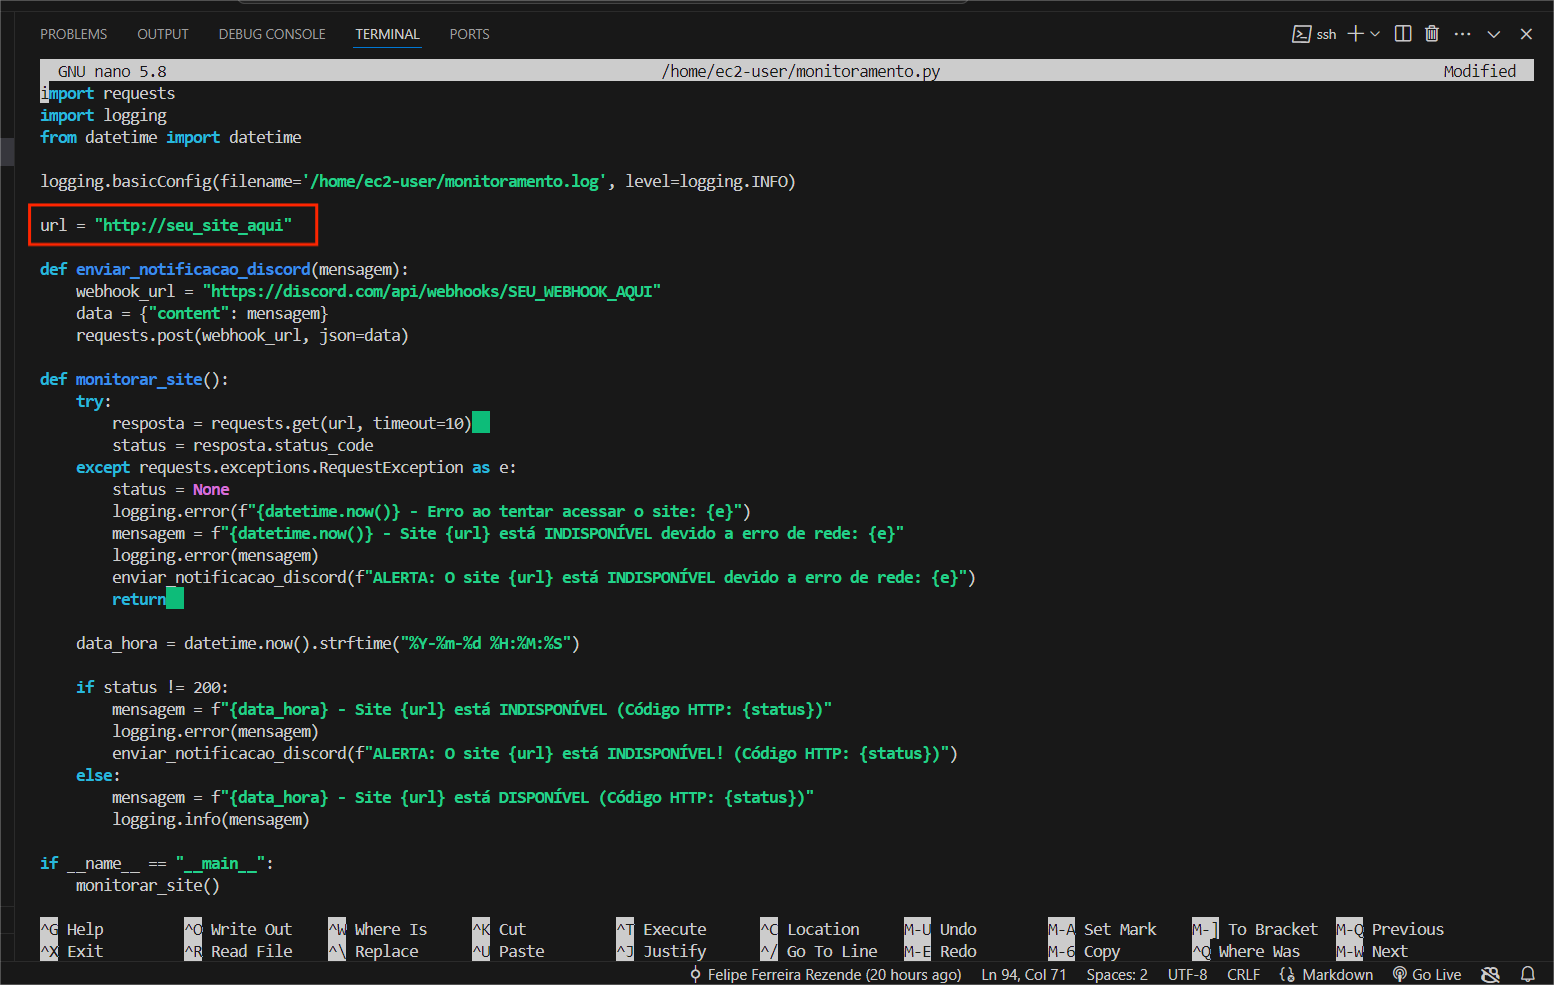 PROBLEMS OUTPUT DEBUG CONSOLE TERMINAL PORTS ssh
GNU nano 5.8 /home/ec2-user/monitoramento.py Modified
import requests
import logging
from datetime import datetime
logging.basicConfig(filename='/home/ec2-user/monitoramento.log', level=logging.INFO)
url = "http://seu_site_aqui"
def enviar_notificacao_discord(mensagem):
    webhook_url = "https://discord.com/api/webhooks/SEU_WEBHOOK_AQUI"
    data = {"content": mensagem}
    requests.post(webhook_url, json=data)
def monitorar_site():
    try:
        resposta = requests.get(url, timeout=10)
        status = resposta.status_code
    except requests.exceptions.RequestException as e:
        status = None
        logging.error(f"{datetime.now()} - Erro ao tentar acessar o site: {e}")
        mensagem = f"{datetime.now()} - Site {url} está INDISPONÍVEL devido a erro de rede: {e}"
        logging.error(mensagem)
        enviar_notificacao_discord(f"ALERTA: O site {url} está INDISPONÍVEL devido a erro de rede: {e}")
        return
    data_hora = datetime.now().strftime("%Y-%m-%d %H:%M:%S")
    if status != 200:
        mensagem = f"{data_hora} - Site {url} está INDISPONÍVEL (Código HTTP: {status})"
        logging.error(mensagem)
        enviar_notificacao_discord(f"ALERTA: O site {url} está INDISPONÍVEL! (Código HTTP: {status})")
    else:
        mensagem = f"{data_hora} - Site {url} está DISPONÍVEL (Código HTTP: {status})"
        logging.info(mensagem)
if __name__ == "__main__":
    monitorar_site()
^G Help ^O Write Out ^W Where Is ^K Cut ^T Execute ^C Location M-U Undo M-A Set Mark M-] To Bracket M-Q Previous
^X Exit ^R Read File ^\ Replace ^U Paste ^J Justify ^/ Go To Line M-E Redo M-6 Copy ^Q Where Was M-W Next
Felipe Ferreira Rezende (20 hours ago) Ln 94, Col 71 Spaces: 2 UTF-8 CRLF Markdown Go Live